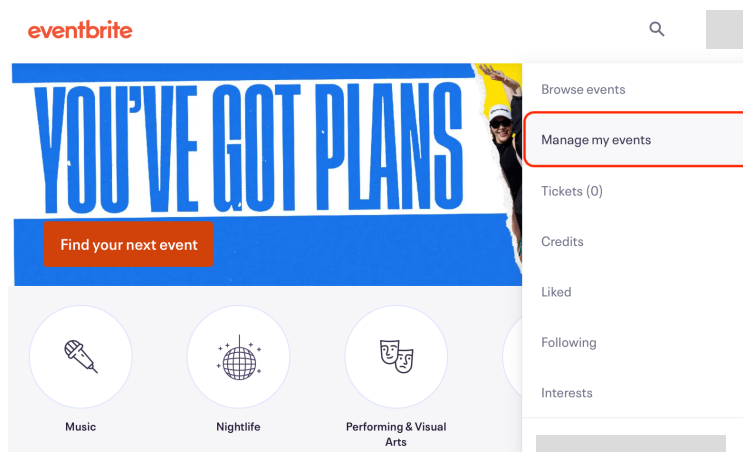 eventbrite
YOU'VE GOT PLANS
Find your next event
Music
Nightlife
Performing & Visual
Arts
Browse events
Manage my events
Tickets (0)
Credits
Liked
Following
Interests